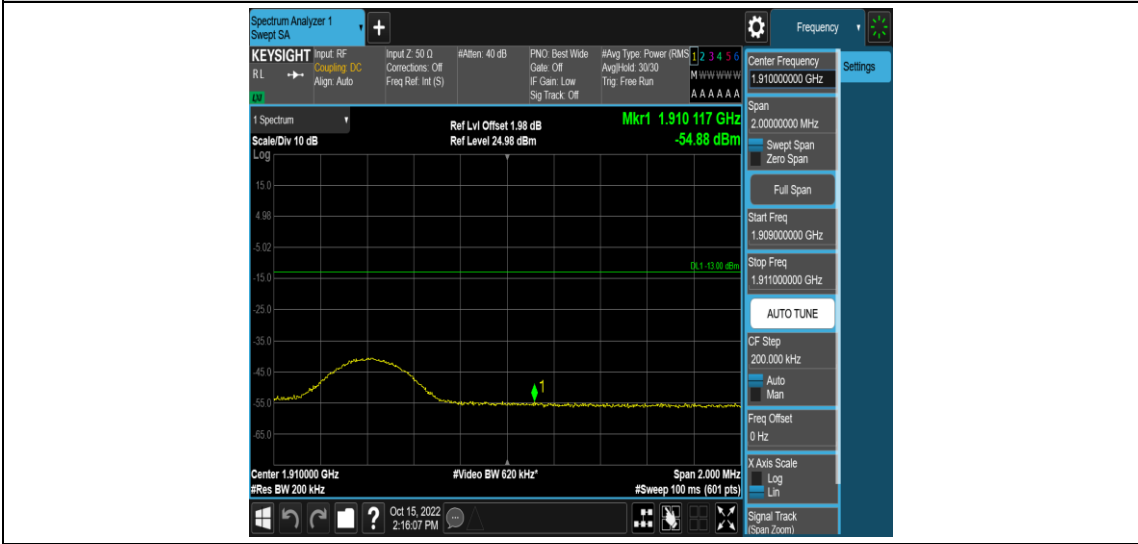 Spectrum Analyzer 1
Swept SA
+
Frequency
KEYSIGHT
RL
Input: RF
Coupling: DC
Align: Auto
Input Z: 50 Ω
Corrections: Off
Freq Ref: Int (S)
#Atten: 40 dB
PNO: Best Wide
Gate: Off
IF Gain: Low
Sig Track: Off
#Avg Type: Power (RMS
Avg|Hold: 30/30
Trig: Free Run
1 2 3 4 5 6
M W W W W W
A A A A A A
1 Spectrum
Scale/Div 10 dB
Log
Ref Lvl Offset 1.98 dB
Ref Level 24.98 dBm
Mkr1 1.910 117 GHz
-54.88 dBm
15.0
4.98
-5.02
DL1 -13.00 dBm
-15.0
-25.0
-35.0
-45.0
1
-55.0
-65.0
Center 1.910000 GHz
#Video BW 620 kHz*
Span 2.000 MHz
#Res BW 200 kHz
#Sweep 100 ms (601 pts)
?
Oct 15, 2022
2:16:07 PM
Center Frequency
1.910000000 GHz
Settings
Span
2.00000000 MHz
Swept Span
Zero Span
Full Span
Start Freq
1.909000000 GHz
Stop Freq
1.911000000 GHz
AUTO TUNE
CF Step
200.000 kHz
Auto
Man
Freq Offset
0 Hz
X Axis Scale
Log
Lin
Signal Track
(Span Zoom)